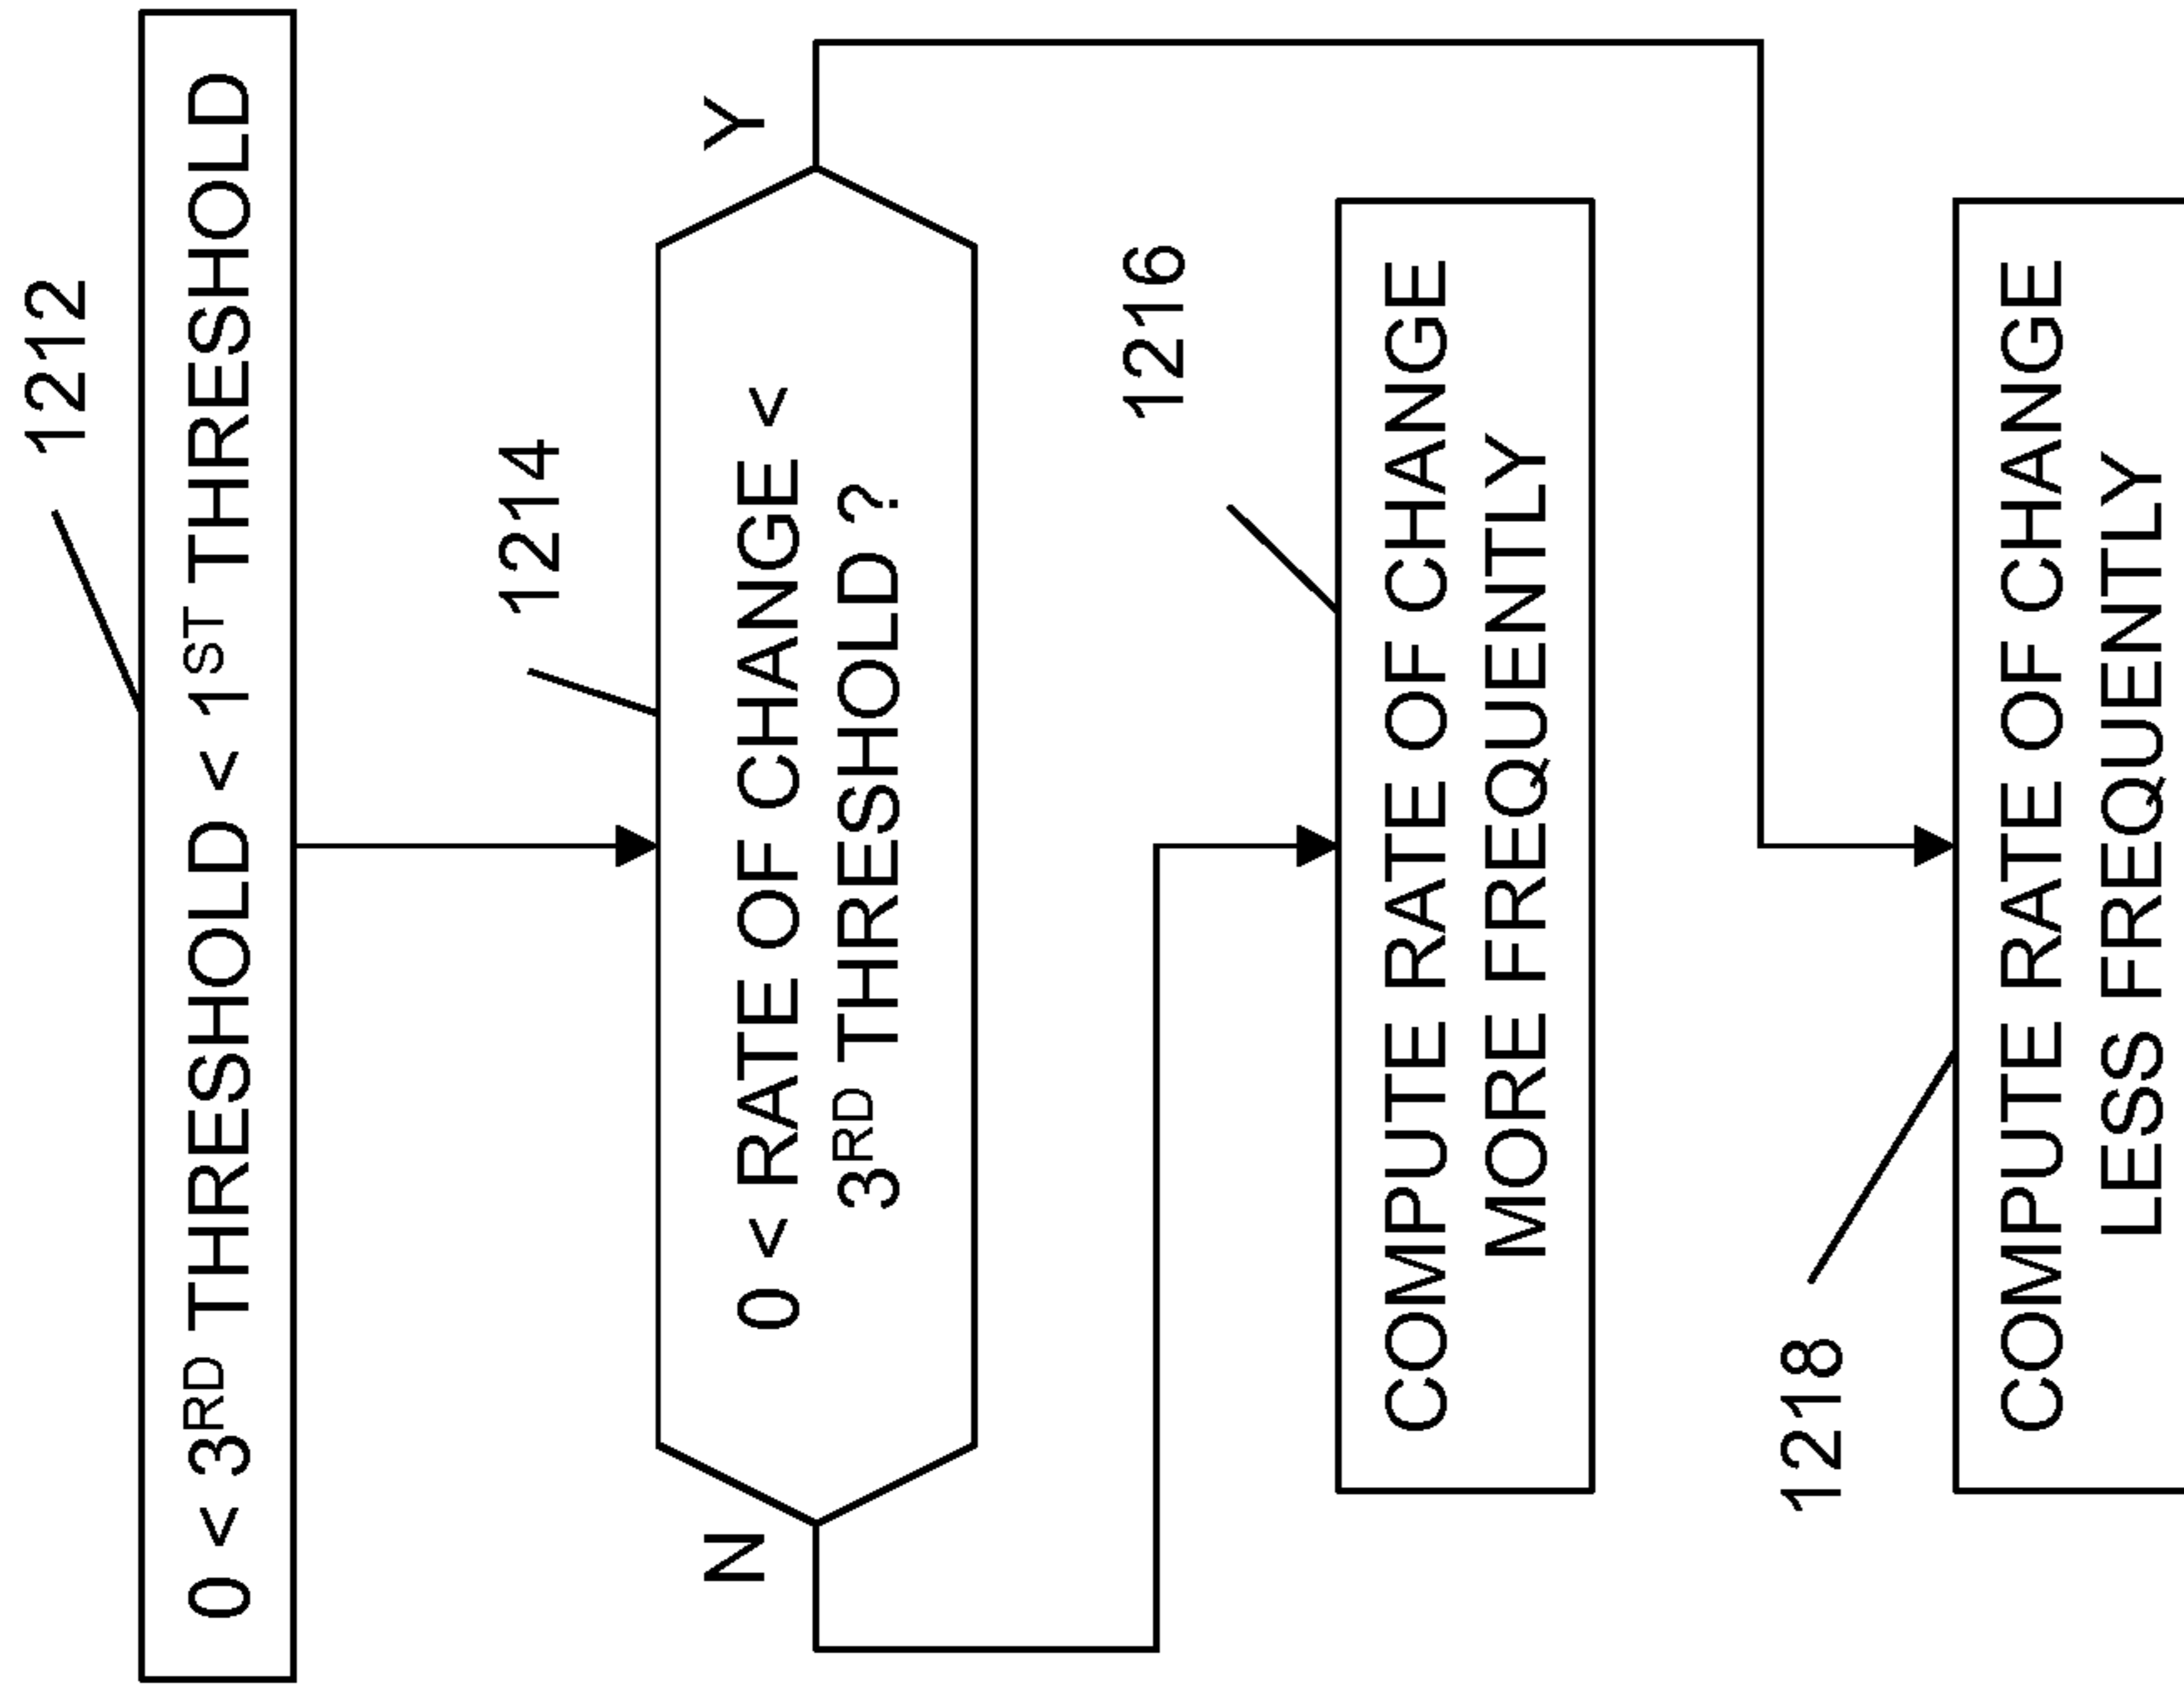 1212
0 < 3RD THRESHOLD < 1ST THRESHOLD
1214
0 < RATE OF CHANGE <
3RD THRESHOLD ?
N
Y
1216
COMPUTE RATE OF CHANGE
MORE FREQUENTLY
1218
COMPUTE RATE OF CHANGE
LESS FREQUENTLY